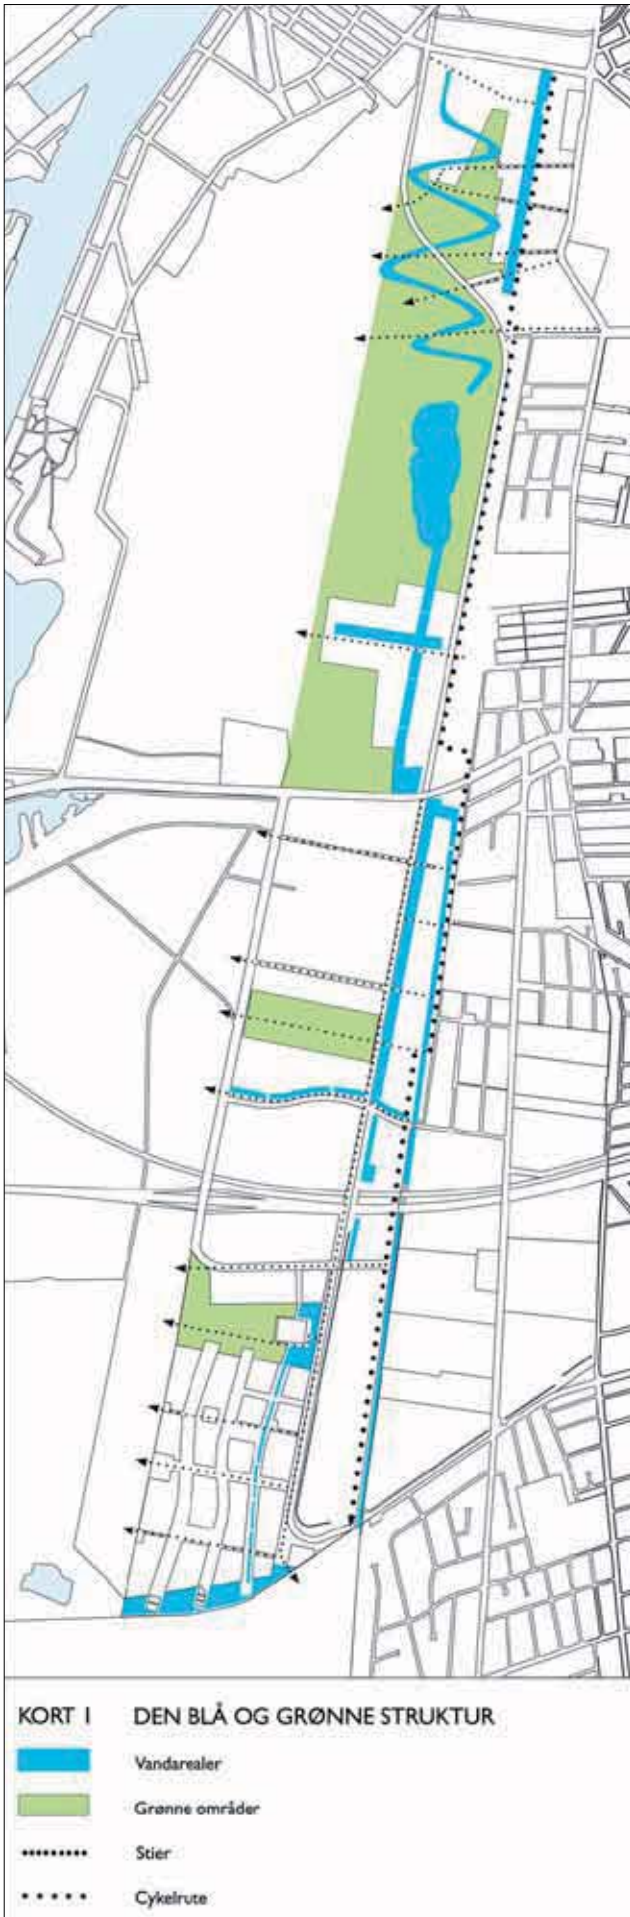 KORT 1 DEN BLÅ OG GRØNNE STRUKTUR
Vandarealer
Grønne områder
Stier
Cykelrute